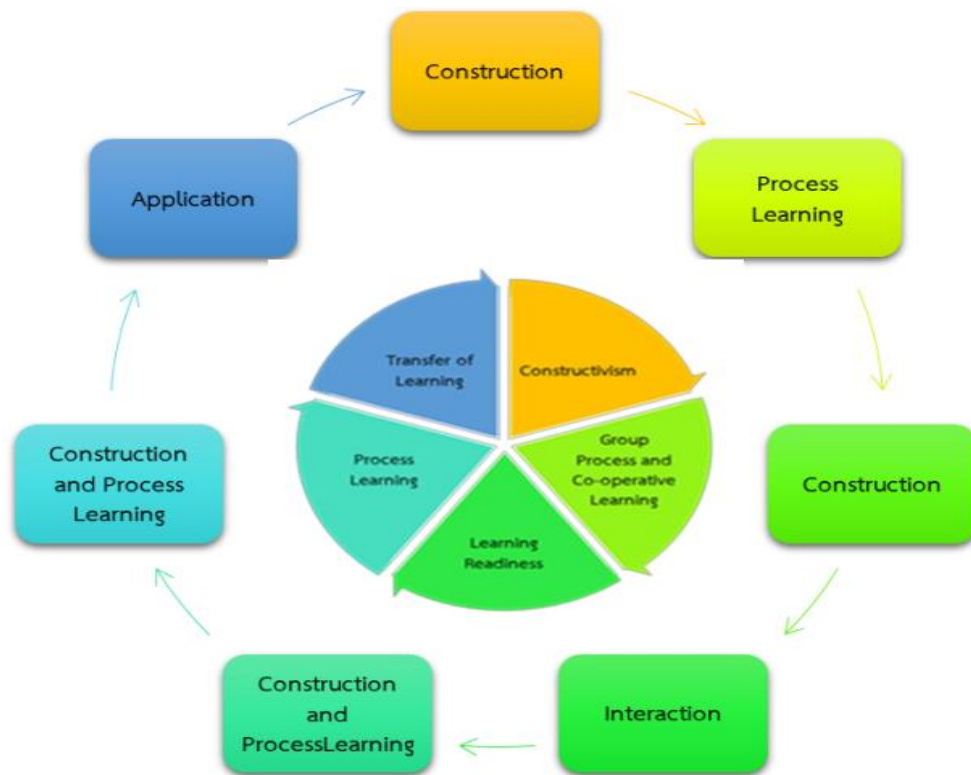 Construction
Process
Learning
Construction
Interaction
Construction
and
ProcessLearning
Construction
and Process
Learning
Application
Constructivism
Group
Process and
Co-operative
Learning
Learning
Readiness
Process
Learning
Transfer of
Learning